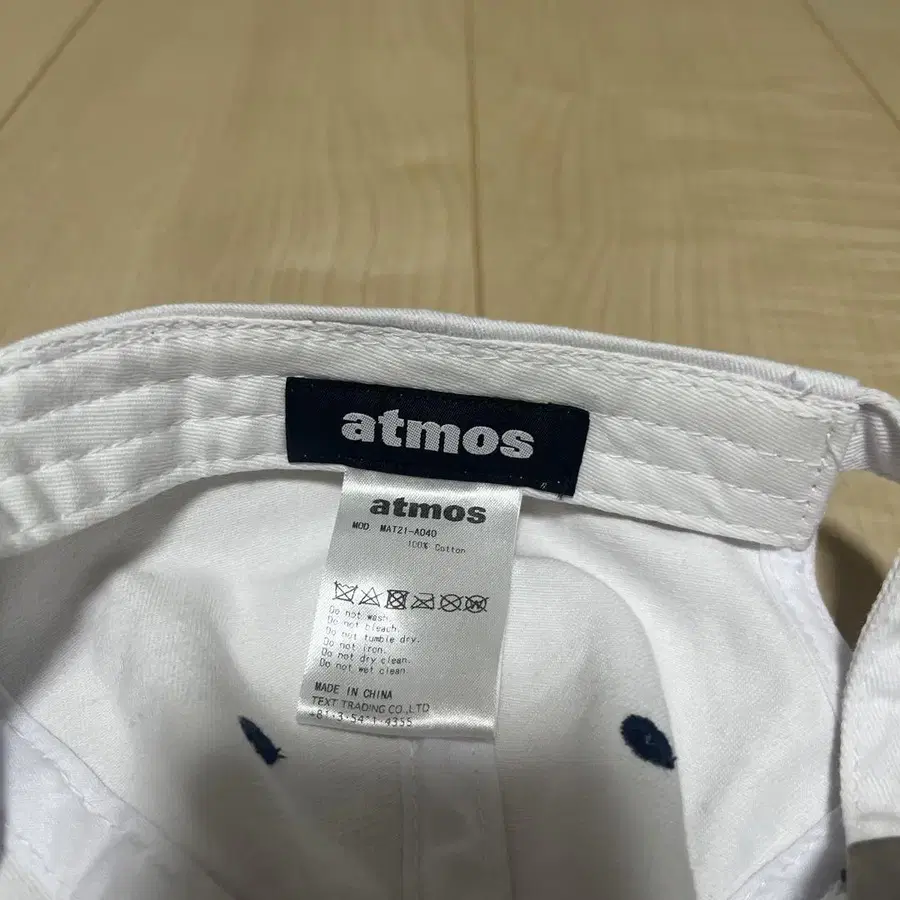 atmos
atmos
MOD MAT21-A040
100% Cotton
Do not wash.
Do not bleach.
Do not tumble dry.
Do not iron.
Do not dry clean.
Do not wet clean.
MADE IN CHINA
TEXT TRADING CO.,LTD
+81-3-5411-4355